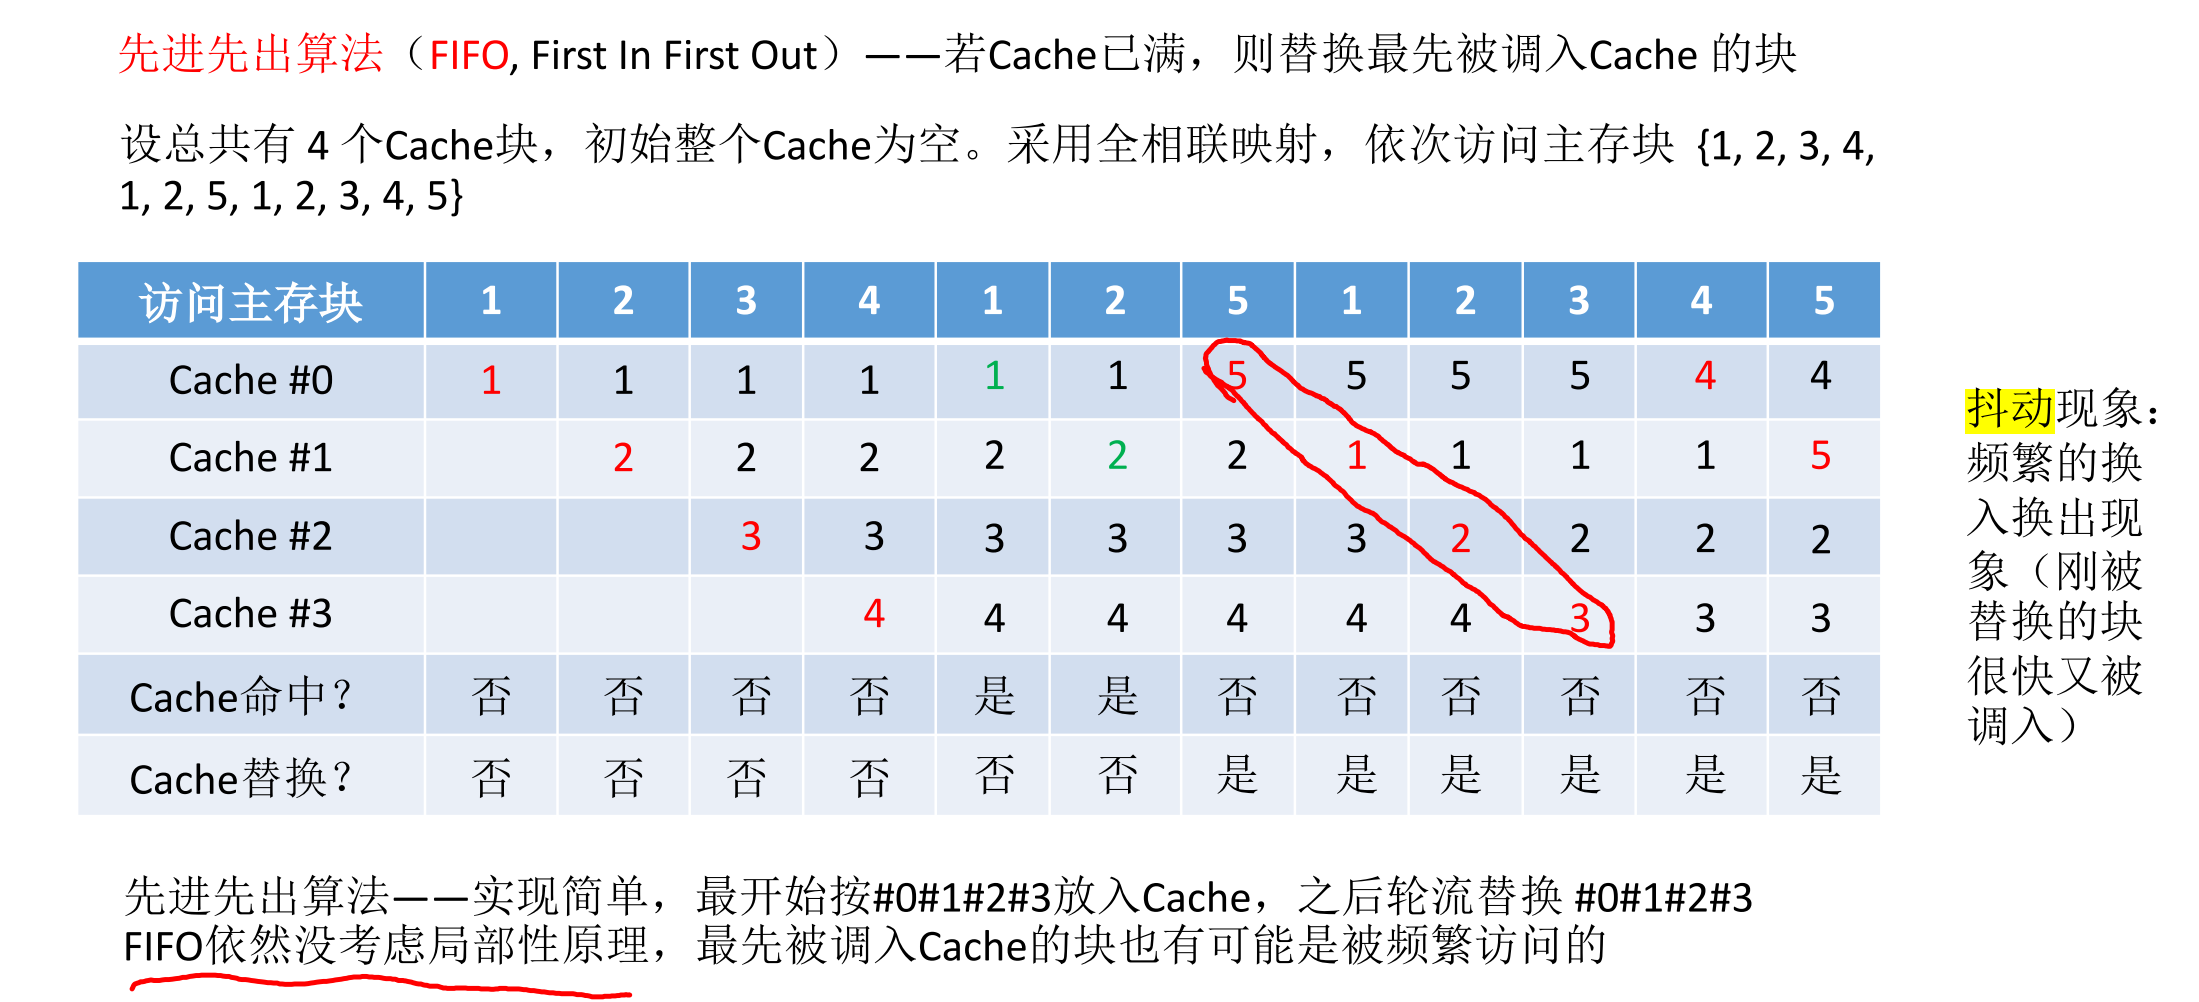 先进先出算法（FIFO, First In First Out）——若Cache已满，则替换最先被调入Cache 的块
设总共有 4 个Cache块，初始整个Cache为空。采用全相联映射，依次访问主存块 {1, 2, 3, 4,
1, 2, 5, 1, 2, 3, 4, 5}
访问主存块 1 2 3 4 1 2 5 1 2 3 4 5
Cache #0 1 1 1 1 1 1 5 5 5 5 4 4
Cache #1 2 2 2 2 2 2 1 1 1 1 5
Cache #2 3 3 3 3 3 3 2 2 2 2
Cache #3 4 4 4 4 4 4 3 3 3
Cache命中？ 否 否 否 否 是 是 否 否 否 否 否 否
Cache替换？ 否 否 否 否 否 否 是 是 是 是 是 是
抖动现象：
频繁的换
入换出现
象（刚被
替换的块
很快又被
调入）
先进先出算法——实现简单，最开始按#0#1#2#3放入Cache，之后轮流替换 #0#1#2#3
FIFO依然没考虑局部性原理，最先被调入Cache的块也有可能是被频繁访问的